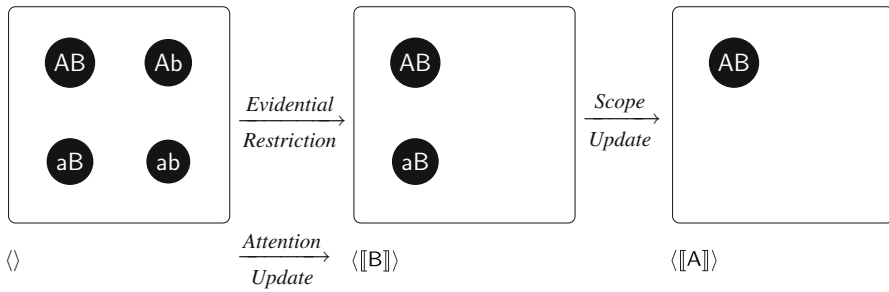 AB Ab AB AB
Evidential Scope
Restriction Update
aB ab aB
Attention
⟨⟩ ⟨⟦B⟧⟩ ⟨⟦A⟧⟩
Update